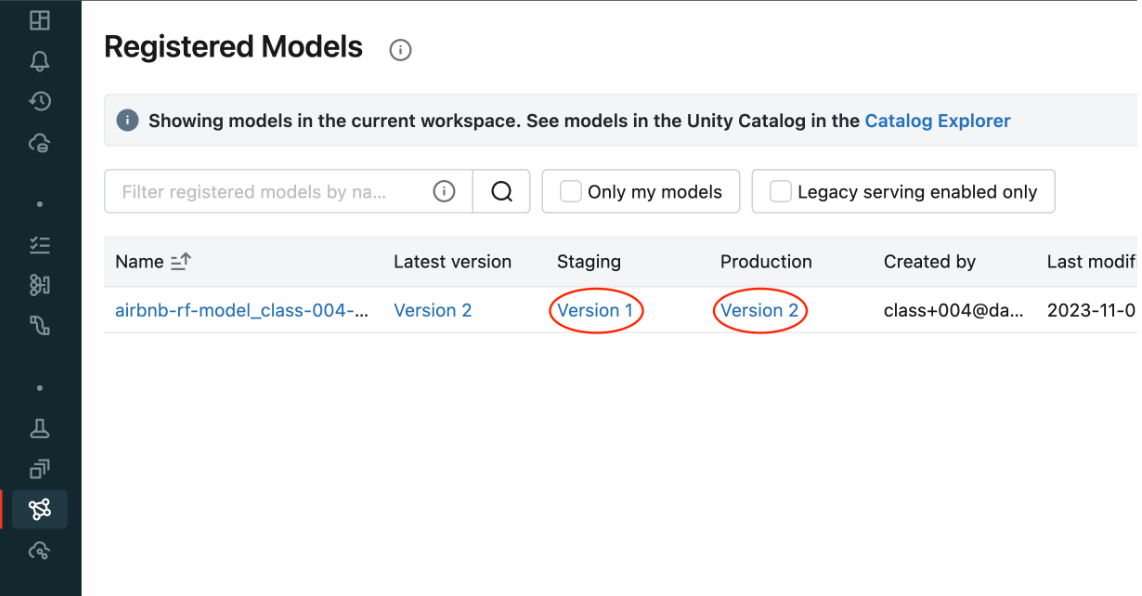 Registered Models
Showing models in the current workspace. See models in the Unity Catalog in the Catalog Explorer
Filter registered models by na...
Only my models
Legacy serving enabled only
Name Latest version Staging Production Created by Last modif
airbnb-rf-model_class-004-... Version 2 Version 1 Version 2 class+004@da... 2023-11-0